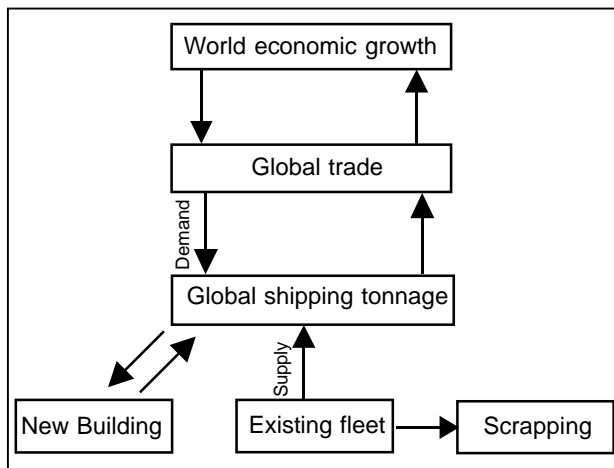 World economic growth
Global trade
Demand
Global shipping tonnage
Supply
New Building
Existing fleet
Scrapping